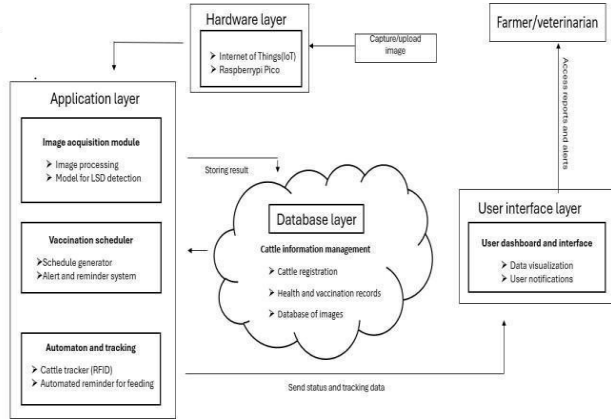 Hardware layer
Internet of Things(IoT)
Raspberrypi Pico
Capture/upload
image
Farmer/veterinarian
Access reports and alerts
Application layer
Image acquisition module
Image processing
Model for LSD detection
Storing result
Vaccination scheduler
Schedule generator
Alert and reminder system
Automaton and tracking
Cattle tracker (RFID)
Automated reminder for feeding
Database layer
Cattle information management
Cattle registration
Health and vaccination records
Database of images
User interface layer
User dashboard and interface
Data visualization
User notifications
Send status and tracking data